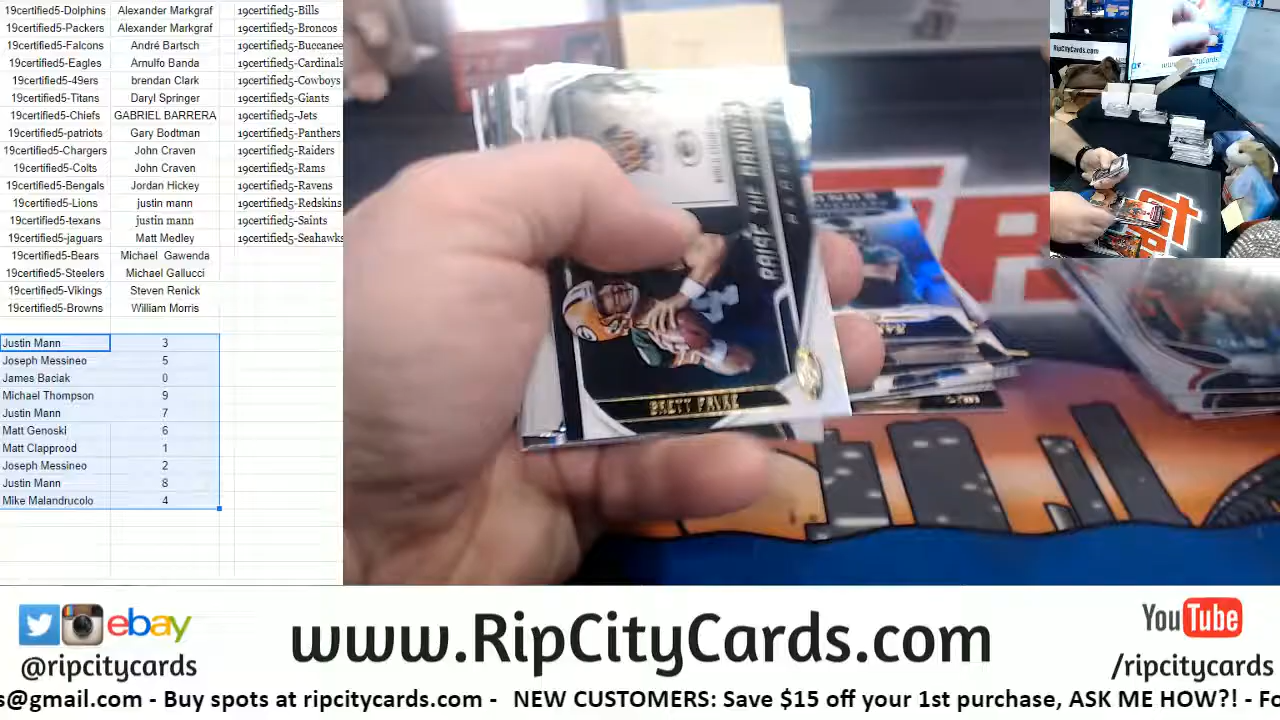 19certified5-Dolphins Alexander Markgraf 19certified5-Bills
19certified5-Packers Alexander Markgraf 19certified5-Broncos
19certified5-Falcons André Bartsch 19certified5-Buccanee
19certified5-Eagles Arnulfo Banda 19certified5-Cardinals
19certified5-49ers brendan Clark 19certified5-Cowboys
19certified5-Titans Daryl Springer 19certified5-Giants
19certified5-Chiefs GABRIEL BARRERA 19certified5-Jets
19certified5-patriots Gary Bodtman 19certified5-Panthers
19certified5-Chargers John Craven 19certified5-Raiders
19certified5-Colts John Craven 19certified5-Rams
19certified5-Bengals Jordan Hickey 19certified5-Ravens
19certified5-Lions justin mann 19certified5-Redskins
19certified5-texans justin mann 19certified5-Saints
19certified5-jaguars Matt Medley 19certified5-Seahawks
19certified5-Bears Michael Gawenda
19certified5-Steelers Michael Gallucci
19certified5-Vikings Steven Renick
19certified5-Browns William Morris
Justin Mann 3
Joseph Messineo 5
James Baciak 0
Michael Thompson 9
Justin Mann 7
Matt Genoski 6
Matt Clapprood 1
Joseph Messineo 2
Justin Mann 8
Mike Malandrucolo 4
RAISE THE BANNER
BRETT FAVRE
4
RipCityCards.com
ebay
www.RipCityCards.com
YouTube
@ripcitycards
/ripcitycards
s@gmail.com - Buy spots at ripcitycards.com - NEW CUSTOMERS: Save $15 off your 1st purchase, ASK ME HOW?! - Fo